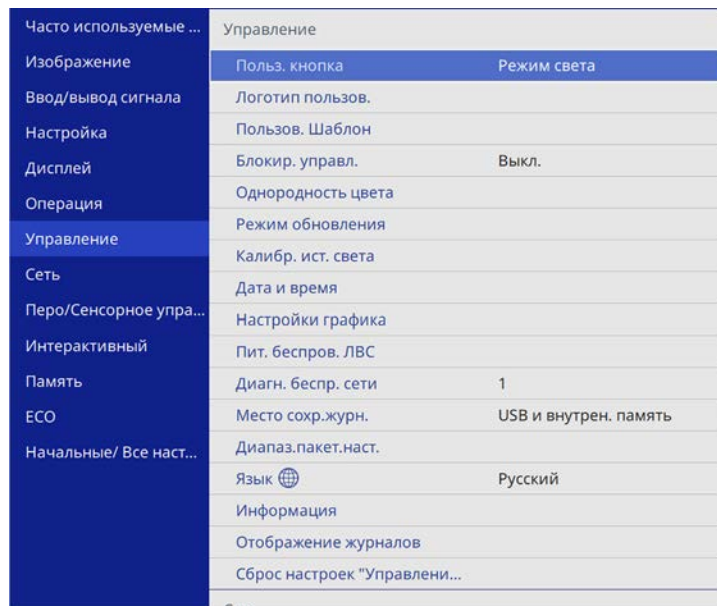 Часто используемые ...
Изображение
Ввод/вывод сигнала
Настройка
Дисплей
Операция
Управление
Сеть
Перо/Сенсорное упра...
Интерактивный
Память
ECO
Начальные/ Все наст...
Управление
Польз. кнопка Режим света
Логотип пользов.
Пользов. Шаблон
Блокир. управл. Выкл.
Однородность цвета
Режим обновления
Калибр. ист. света
Дата и время
Настройки графика
Пит. беспров. ЛВС
Диагн. беспр. сети 1
Место сохр.журн. USB и внутрен. память
Диапаз.пакет.наст.
Язык Русский
Информация
Отображение журналов
Сброс настроек "Управлени...